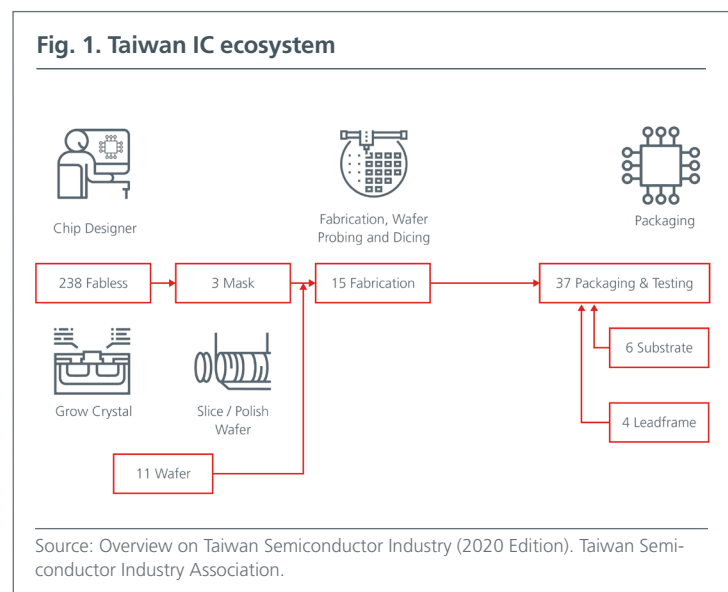 Fig. 1. Taiwan IC ecosystem
Chip Designer
Fabrication, Wafer
Probing and Dicing
Packaging
238 Fabless
3 Mask
15 Fabrication
37 Packaging & Testing
6 Substrate
Grow Crystal
Slice / Polish
Wafer
4 Leadframe
11 Wafer
Source: Overview on Taiwan Semiconductor Industry (2020 Edition). Taiwan Semi-
conductor Industry Association.